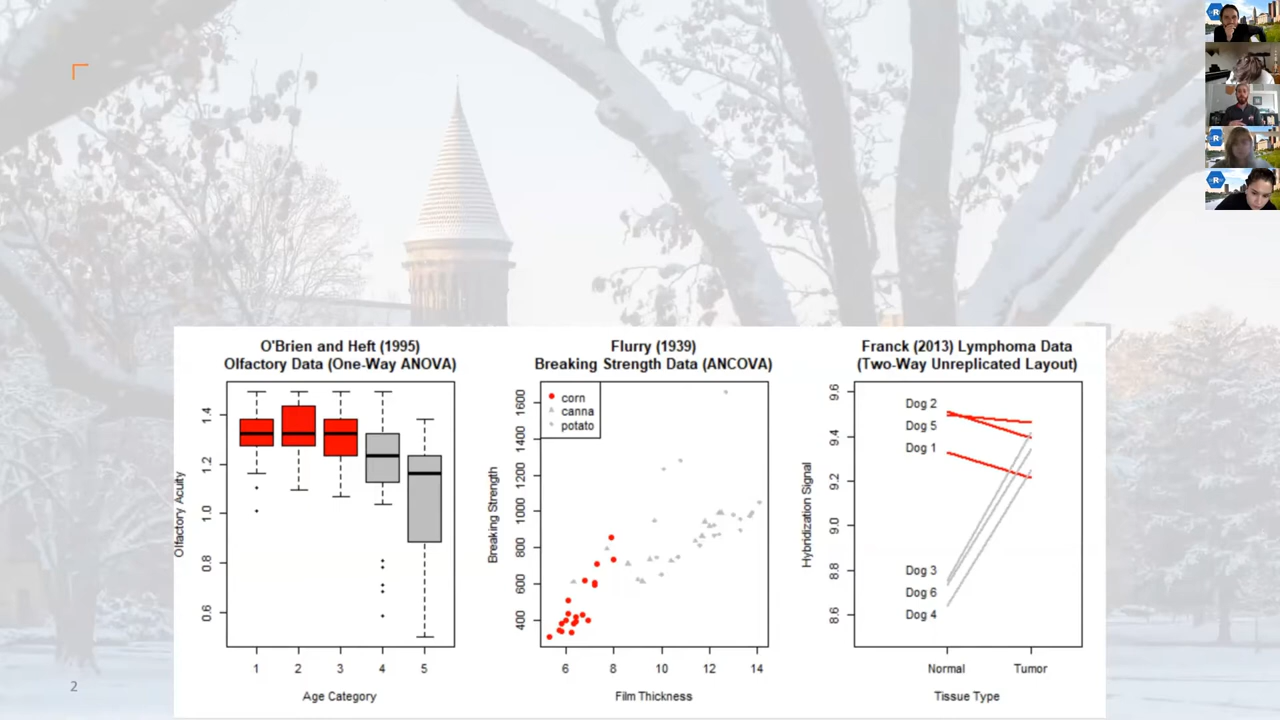 O'Brien and Heft (1995)
Olfactory Data (One-Way ANOVA)
Olfactory Acuity
1.4
1.2
1.0
0.8
0.6
1
2
3
4
5
Age Category
Flurry (1939)
Breaking Strength Data (ANCOVA)
corn
canna
potato
Breaking Strength
1600
1400
1200
1000
800
600
400
6
8
10
12
14
Film Thickness
Franck (2013) Lymphoma Data
(Two-Way Unreplicated Layout)
Hybridization Signal
9.6
9.4
9.2
9.0
8.8
8.6
Dog 2
Dog 5
Dog 1
Dog 3
Dog 6
Dog 4
Normal
Tumor
Tissue Type
2
R
R
R